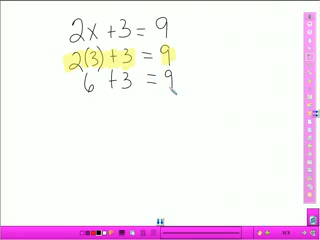 2x + 3 = 9
2(3) + 3 = 9
6 + 3 = 9